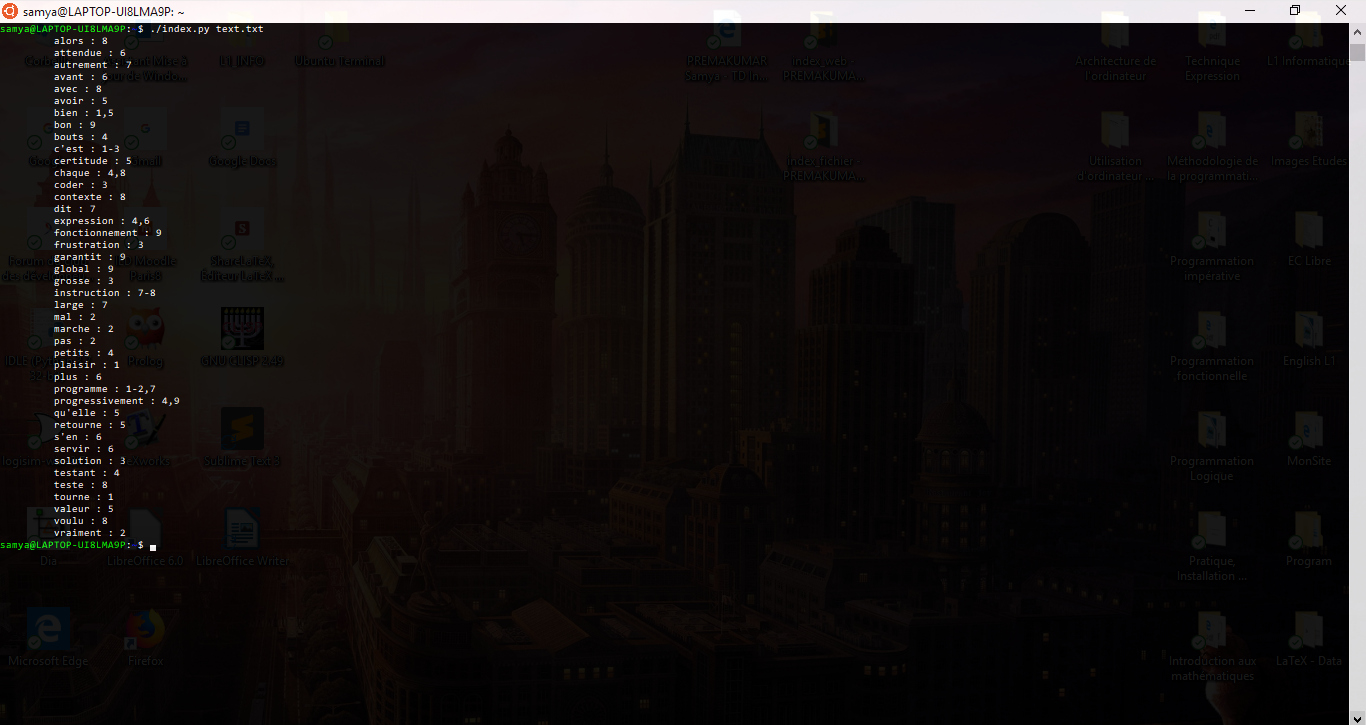 samya@LAPTOP-UI8LMA9P: ~
samya@LAPTOP-UI8LMA9P: $ ./index.py text.txt
alors : 8
attendue : 6
autrement : 7
avant : 6
avec : 8
avoir : 5
bien : 1,5
bon : 9
bouts : 4
c'est : 1-3
certitude : 5
chaque : 4,8
coder : 3
contexte : 8
dit : 7
expression : 4,6
fonctionnement : 9
frustration : 3
garantit : 9
global : 9
grosse : 3
instruction : 7-8
large : 7
mal : 2
marche : 2
pas : 2
petits : 4
plaisir : 1
plus : 6
programme : 1-2,7
progressivement : 4,9
qu'elle : 5
retourne : 5
s'en : 6
servir : 6
solution : 3
testant : 4
teste : 8
tourne : 1
valeur : 5
voulu : 8
vraiment : 2
samya@LAPTOP-UI8LMA9P: $
L1 INFO
Ubuntu Terminal
PREMAKUMAR
Samya - TD In...
index_web -
PREMAKUMA...
Architecture de
l'ordinateur
Technique
Expression
L1 Informatique
Google Docs
index_fichier -
PREMAKUMA...
Utilisation
d'ordinateur ...
Méthodologie de
la programmati...
Images Etudes
ShareLaTeX,
Éditeur LaTeX ...
Programmation
impérative
EC Libre
Prolog
GNU CLISP 2.49
Programmation
fonctionnelle
English L1
Sublime Text 3
Programmation
Logique
MonSite
Dia
LibreOffice 6.0
LibreOffice Writer
Pratique,
Installation ...
Program
Microsoft Edge
Firefox
Introduction aux
mathématiques
LaTeX - Data